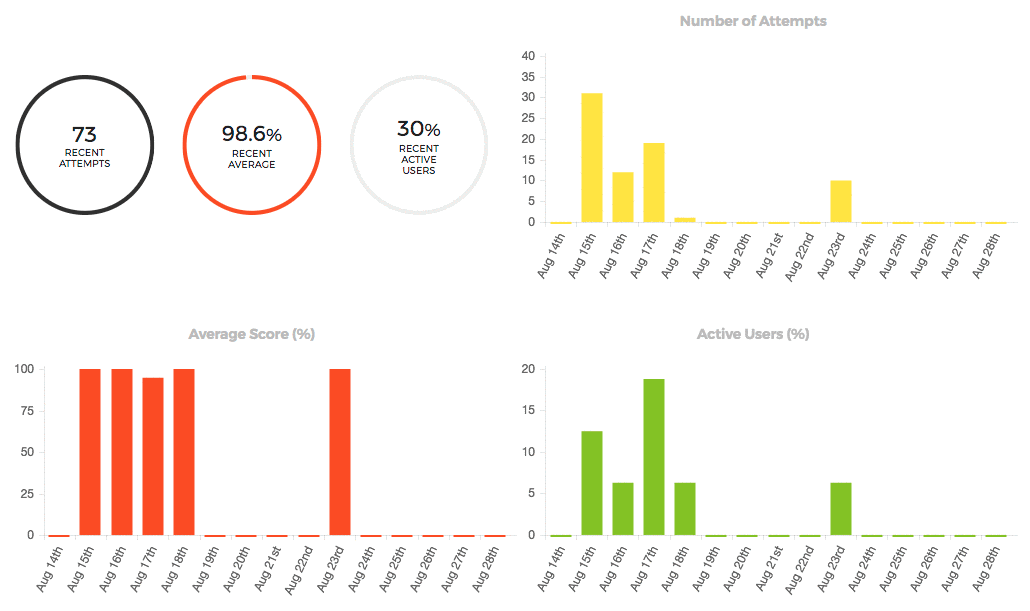 Number of Attempts
73
RECENT
ATTEMPTS
98.6%
RECENT
AVERAGE
30%
RECENT
ACTIVE
USERS
40
35
30
25
20
15
10
5
0
Aug 14th
Aug 15th
Aug 16th
Aug 17th
Aug 18th
Aug 19th
Aug 20th
Aug 21st
Aug 22nd
Aug 23rd
Aug 24th
Aug 25th
Aug 26th
Aug 27th
Aug 28th
Average Score (%)
100
75
50
25
0
Aug 14th
Aug 15th
Aug 16th
Aug 17th
Aug 18th
Aug 19th
Aug 20th
Aug 21st
Aug 22nd
Aug 23rd
Aug 24th
Aug 25th
Aug 26th
Aug 27th
Aug 28th
Active Users (%)
20
15
10
5
0
Aug 14th
Aug 15th
Aug 16th
Aug 17th
Aug 18th
Aug 19th
Aug 20th
Aug 21st
Aug 22nd
Aug 23rd
Aug 24th
Aug 25th
Aug 26th
Aug 27th
Aug 28th